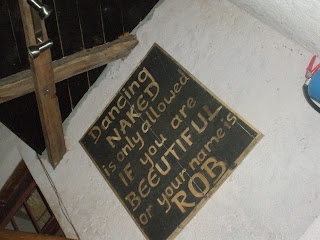 Dancing
NAKED
is only allowed
IF you are
BEEUTIFUL
or your name is
ROB